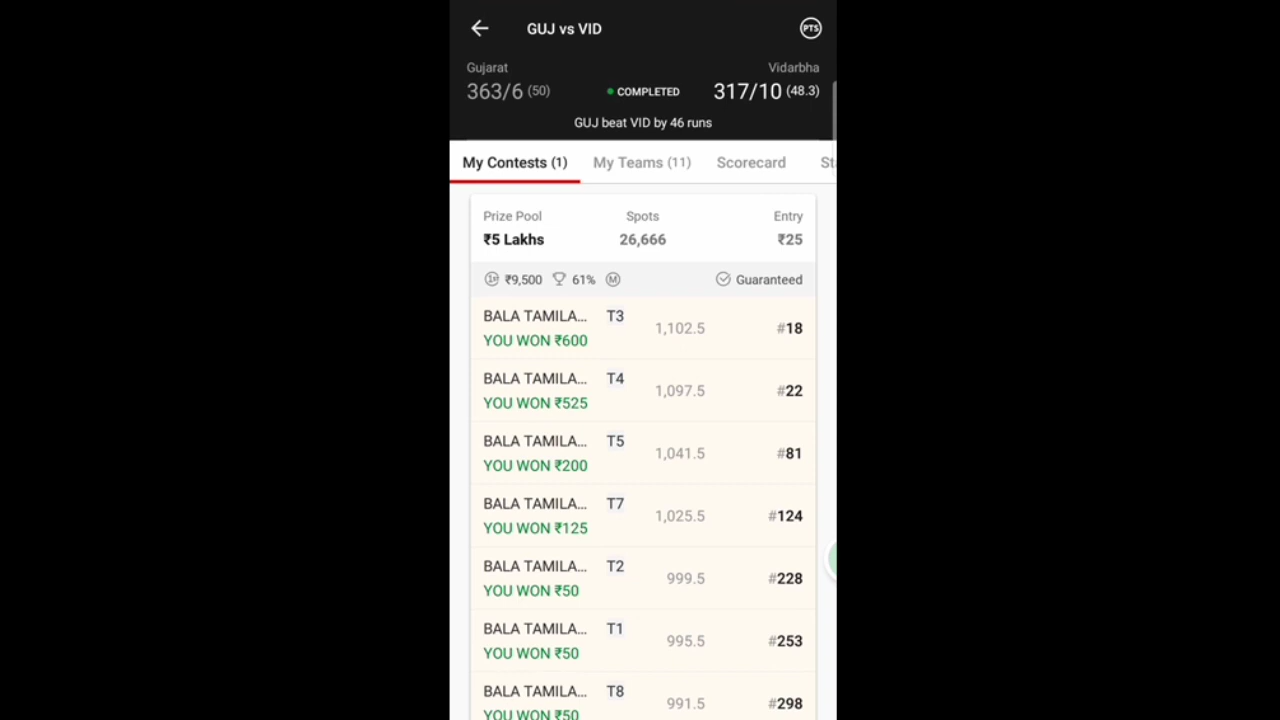 GUJ vs VID
PTS
Gujarat
Vidarbha
363/6 (50)
COMPLETED
317/10 (48.3)
GUJ beat VID by 46 runs
My Contests (1)
My Teams (11)
Scorecard
St
Prize Pool
Spots
Entry
₹5 Lakhs
26,666
₹25
1st ₹9,500
61%
M
Guaranteed
BALA TAMILA... T3
YOU WON ₹600
1,102.5
#18
BALA TAMILA... T4
YOU WON ₹525
1,097.5
#22
BALA TAMILA... T5
YOU WON ₹200
1,041.5
#81
BALA TAMILA... T7
YOU WON ₹125
1,025.5
#124
BALA TAMILA... T2
YOU WON ₹50
999.5
#228
BALA TAMILA... T1
YOU WON ₹50
995.5
#253
BALA TAMILA... T8
YOU WON ₹50
991.5
#298